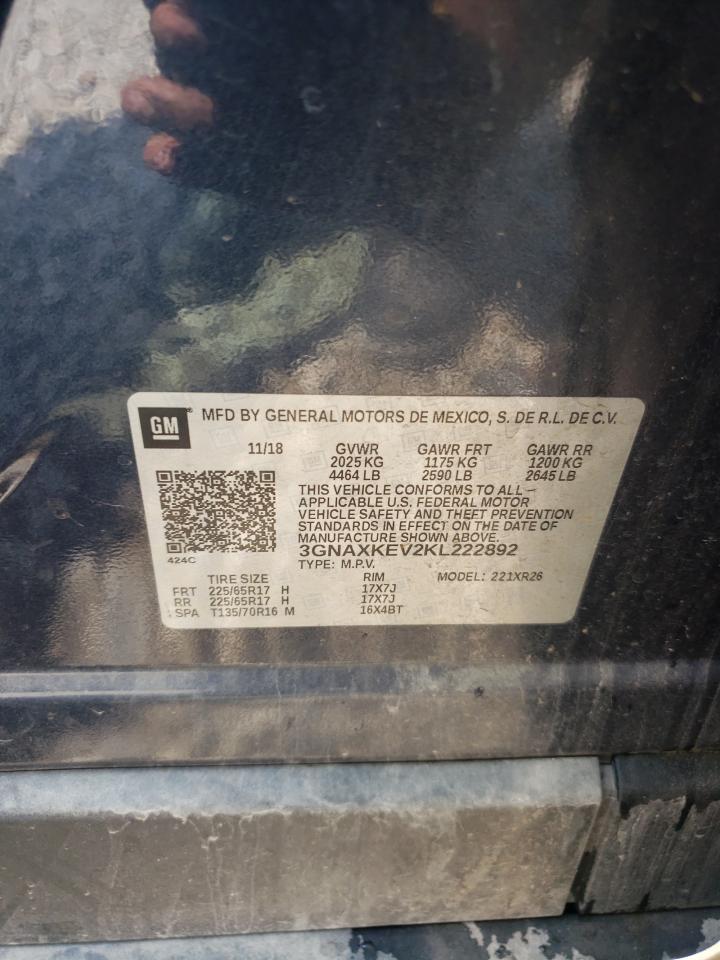 GM® MFD BY GENERAL MOTORS DE MEXICO, S. DE R.L. DE C.V.
11/18 GVWR GAWR FRT GAWR RR
2025 KG 1175 KG 1200 KG
4464 LB 2590 LB 2645 LB
THIS VEHICLE CONFORMS TO ALL
APPLICABLE U.S. FEDERAL MOTOR
VEHICLE SAFETY AND THEFT PREVENTION
STANDARDS IN EFFECT ON THE DATE OF
MANUFACTURE SHOWN ABOVE.
3GNAXKEV2KL222892
424C
TYPE: M.P.V.
TIRE SIZE RIM MODEL: 221XR26
FRT 225/65R17 H 17X7J
RR 225/65R17 H 17X7J
SPA T135/70R16 M 16X4BT